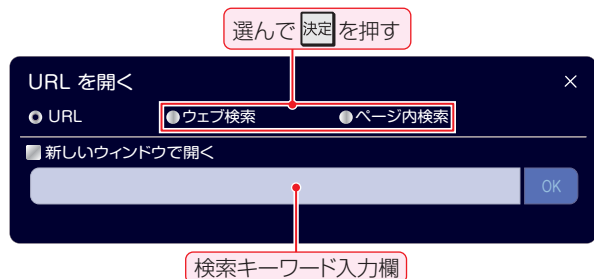 選んで 決定 を押す
URL を開く ×
URL ウェブ検索 ページ内検索
新しいウィンドウで開く
OK
検索キーワード入力欄